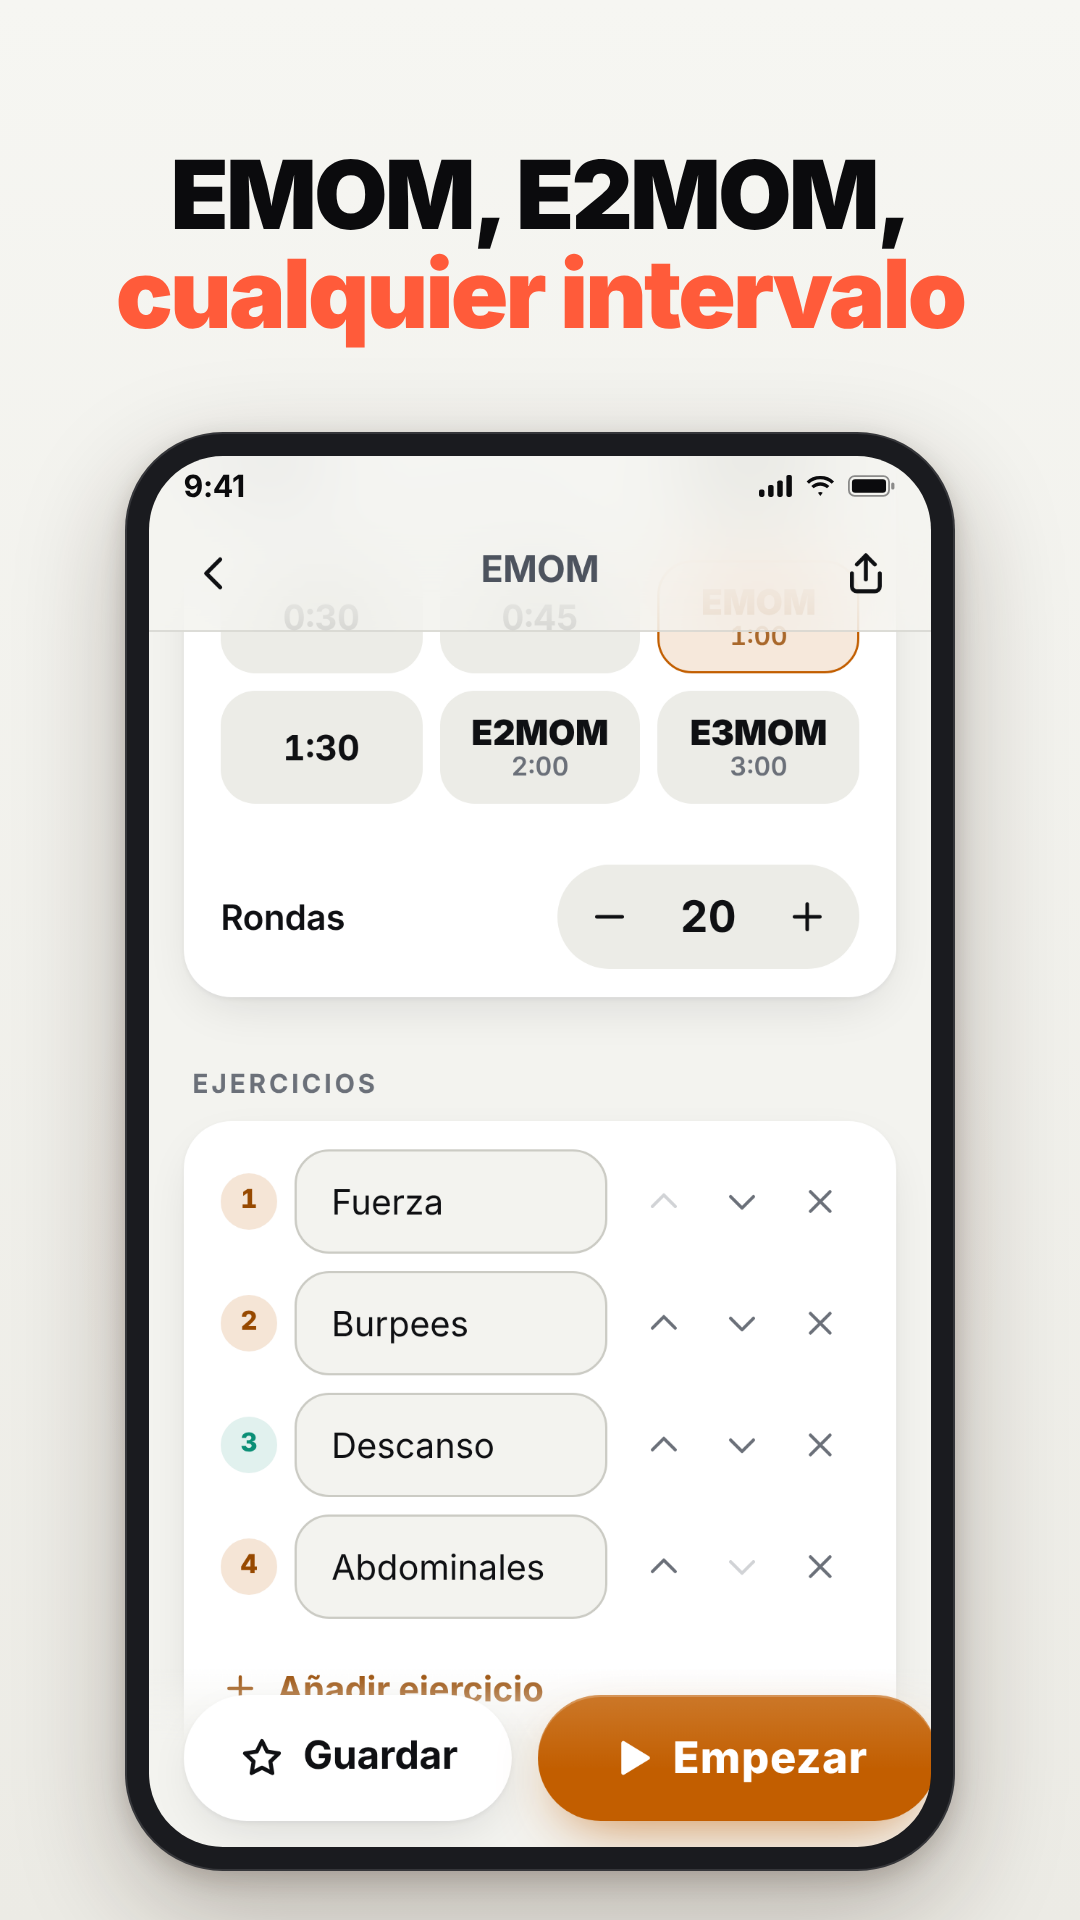 EMOM, E2MOM,
cualquier intervalo
9:41
EMOM
0:30
0:45
EMOM
1:00
1:30
E2MOM
2:00
E3MOM
3:00
Rondas
20
EJERCICIOS
1
Fuerza
2
Burpees
3
Descanso
4
Abdominales
Añadir ejercicio
Guardar
Empezar